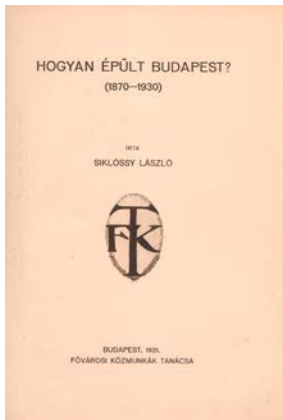 HOGYAN ÉPÜLT BUDAPEST?
(1870—1930)
IRTA
SIKLÓSSY LÁSZLÓ
FTK
BUDAPEST, 1931.
FŐVÁROSI KÖZMUNKÁK TANÁCSA